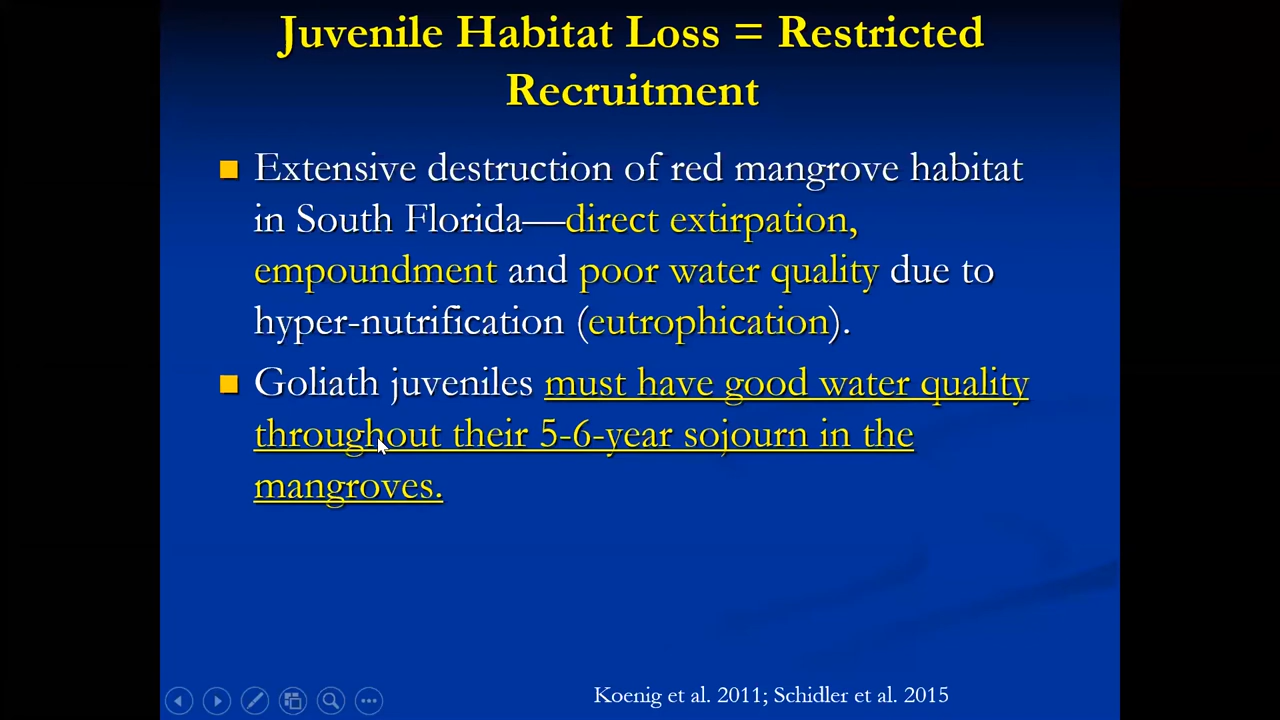 Juvenile Habitat Loss = Restricted
Recruitment
Extensive destruction of red mangrove habitat
in South Florida—direct extirpation,
empoundment and poor water quality due to
hyper-nutrification (eutrophication).
Goliath juveniles must have good water quality
throughout their 5-6-year sojourn in the
mangroves.
Koenig et al. 2011; Schidler et al. 2015